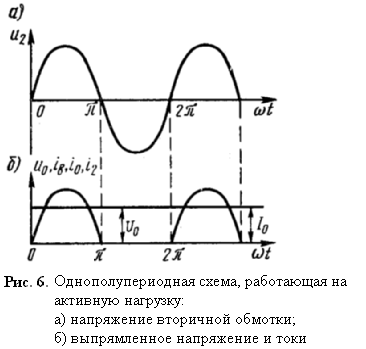 а)
u₂
0 π 2π ωt
б) u₀,iв,i₀,i₂
U₀ I₀
0 π 2π ωt
Рис. 6. Однополупериодная схема, работающая на
активную нагрузку:
а) напряжение вторичной обмотки;
б) выпрямленное напряжение и токи